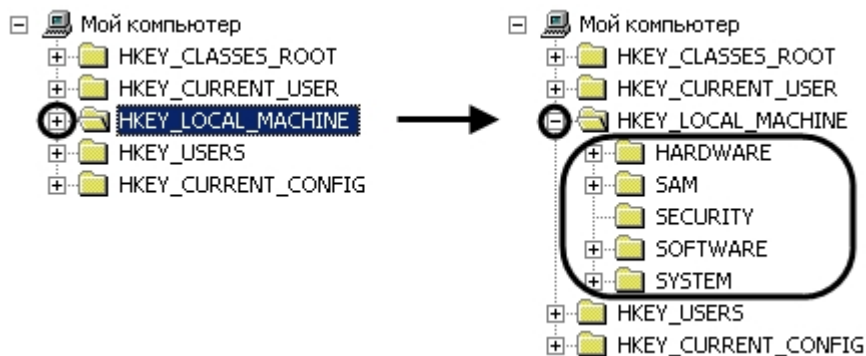 Мой компьютер
HKEY_CLASSES_ROOT
HKEY_CURRENT_USER
HKEY_LOCAL_MACHINE
HKEY_USERS
HKEY_CURRENT_CONFIG
Мой компьютер
HKEY_CLASSES_ROOT
HKEY_CURRENT_USER
HKEY_LOCAL_MACHINE
HARDWARE
SAM
SECURITY
SOFTWARE
SYSTEM
HKEY_USERS
HKEY_CURRENT_CONFIG